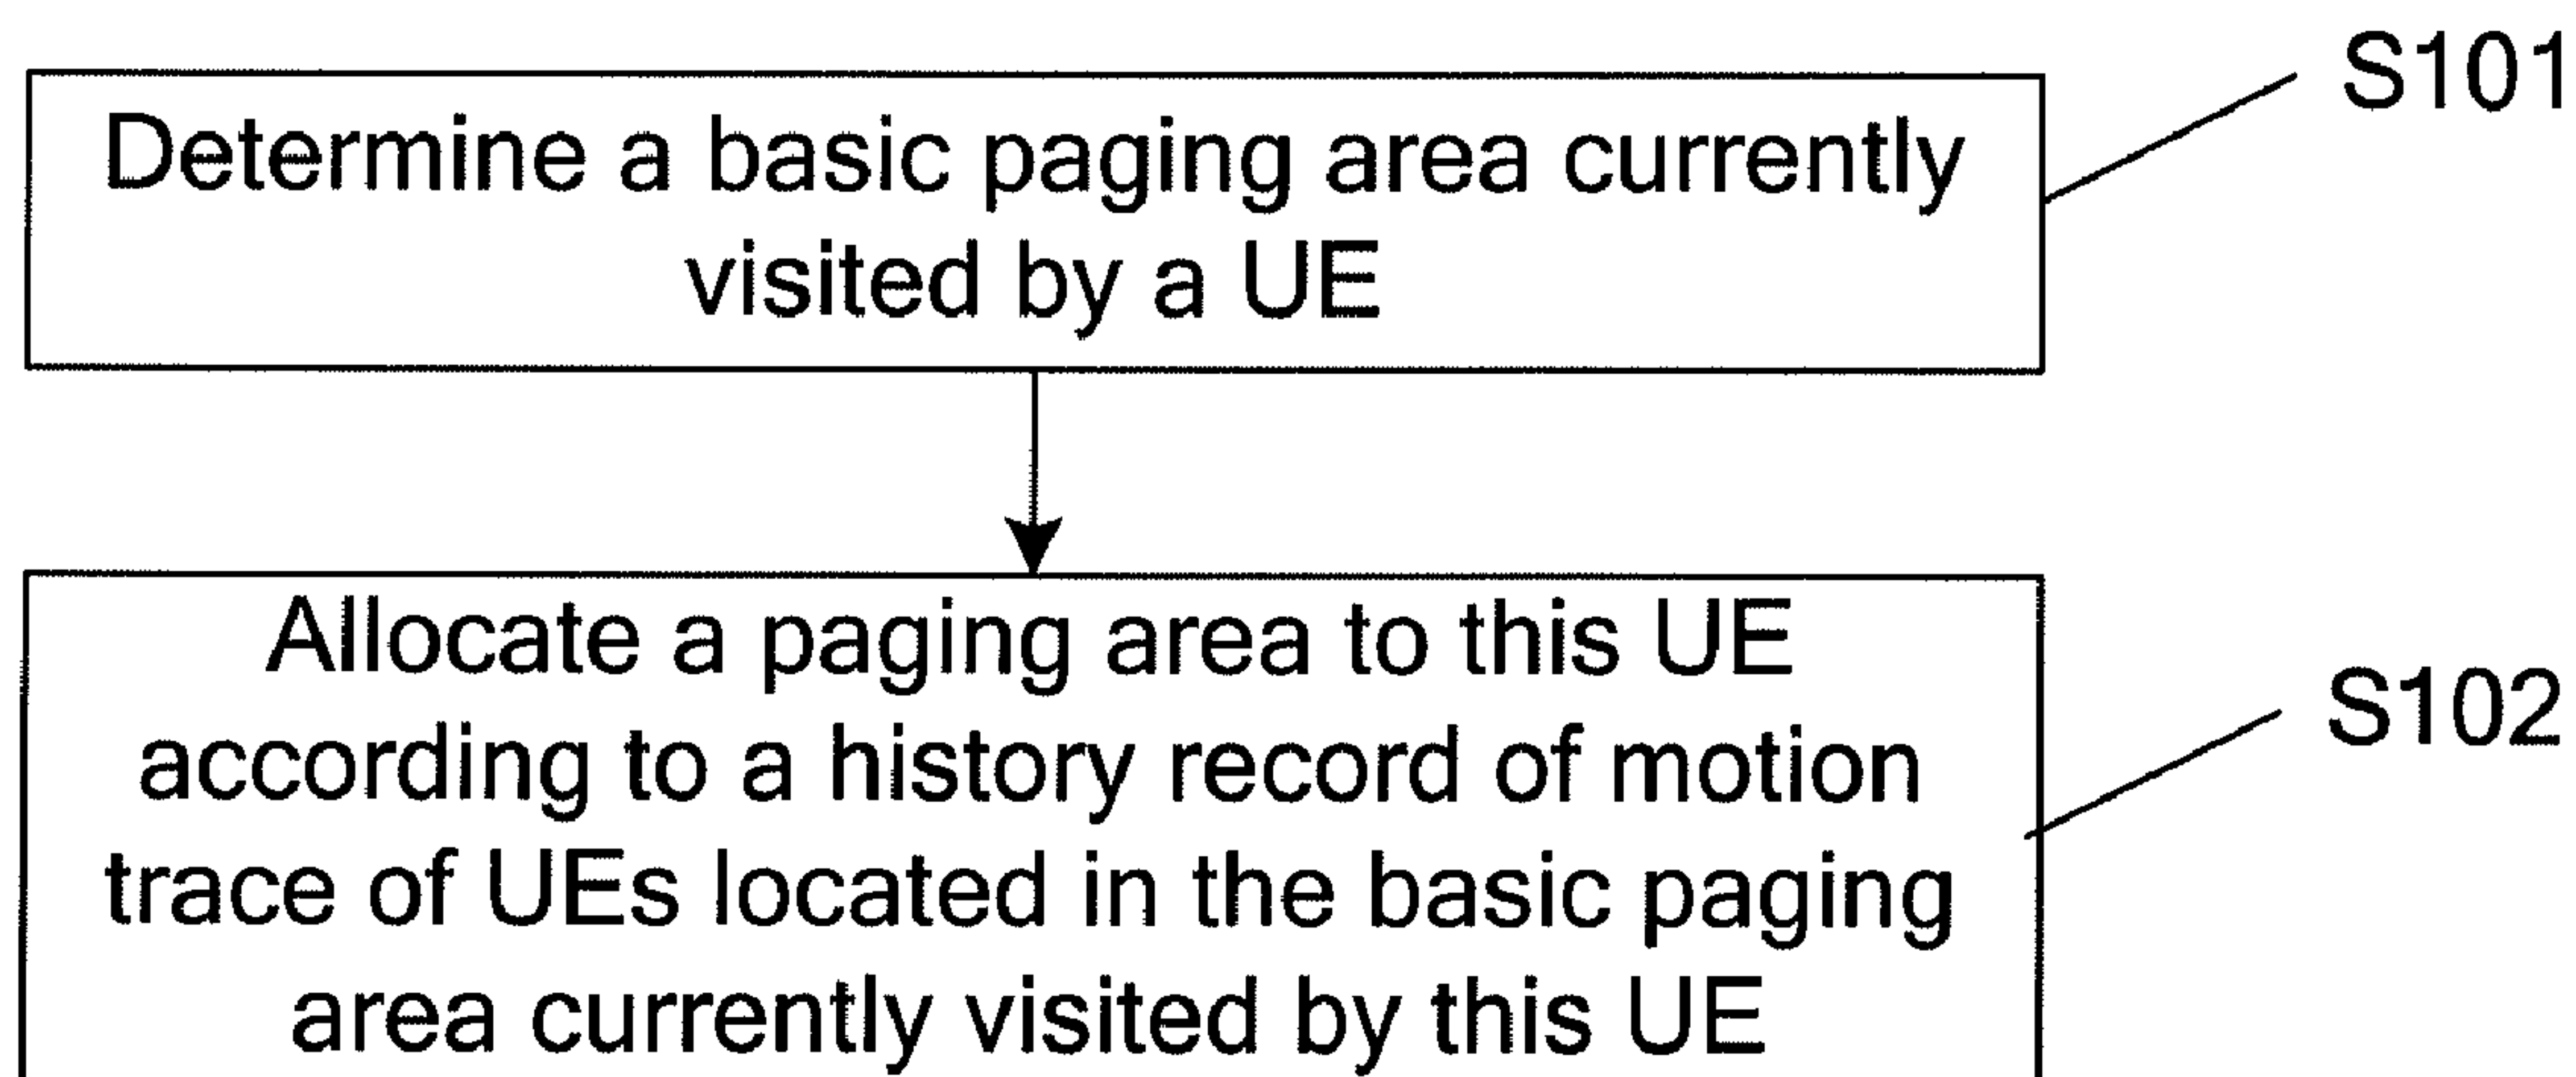 S101
Determine a basic paging area currently
visited by a UE
Allocate a paging area to this UE
according to a history record of motion
trace of UEs located in the basic paging
area currently visited by this UE
S102